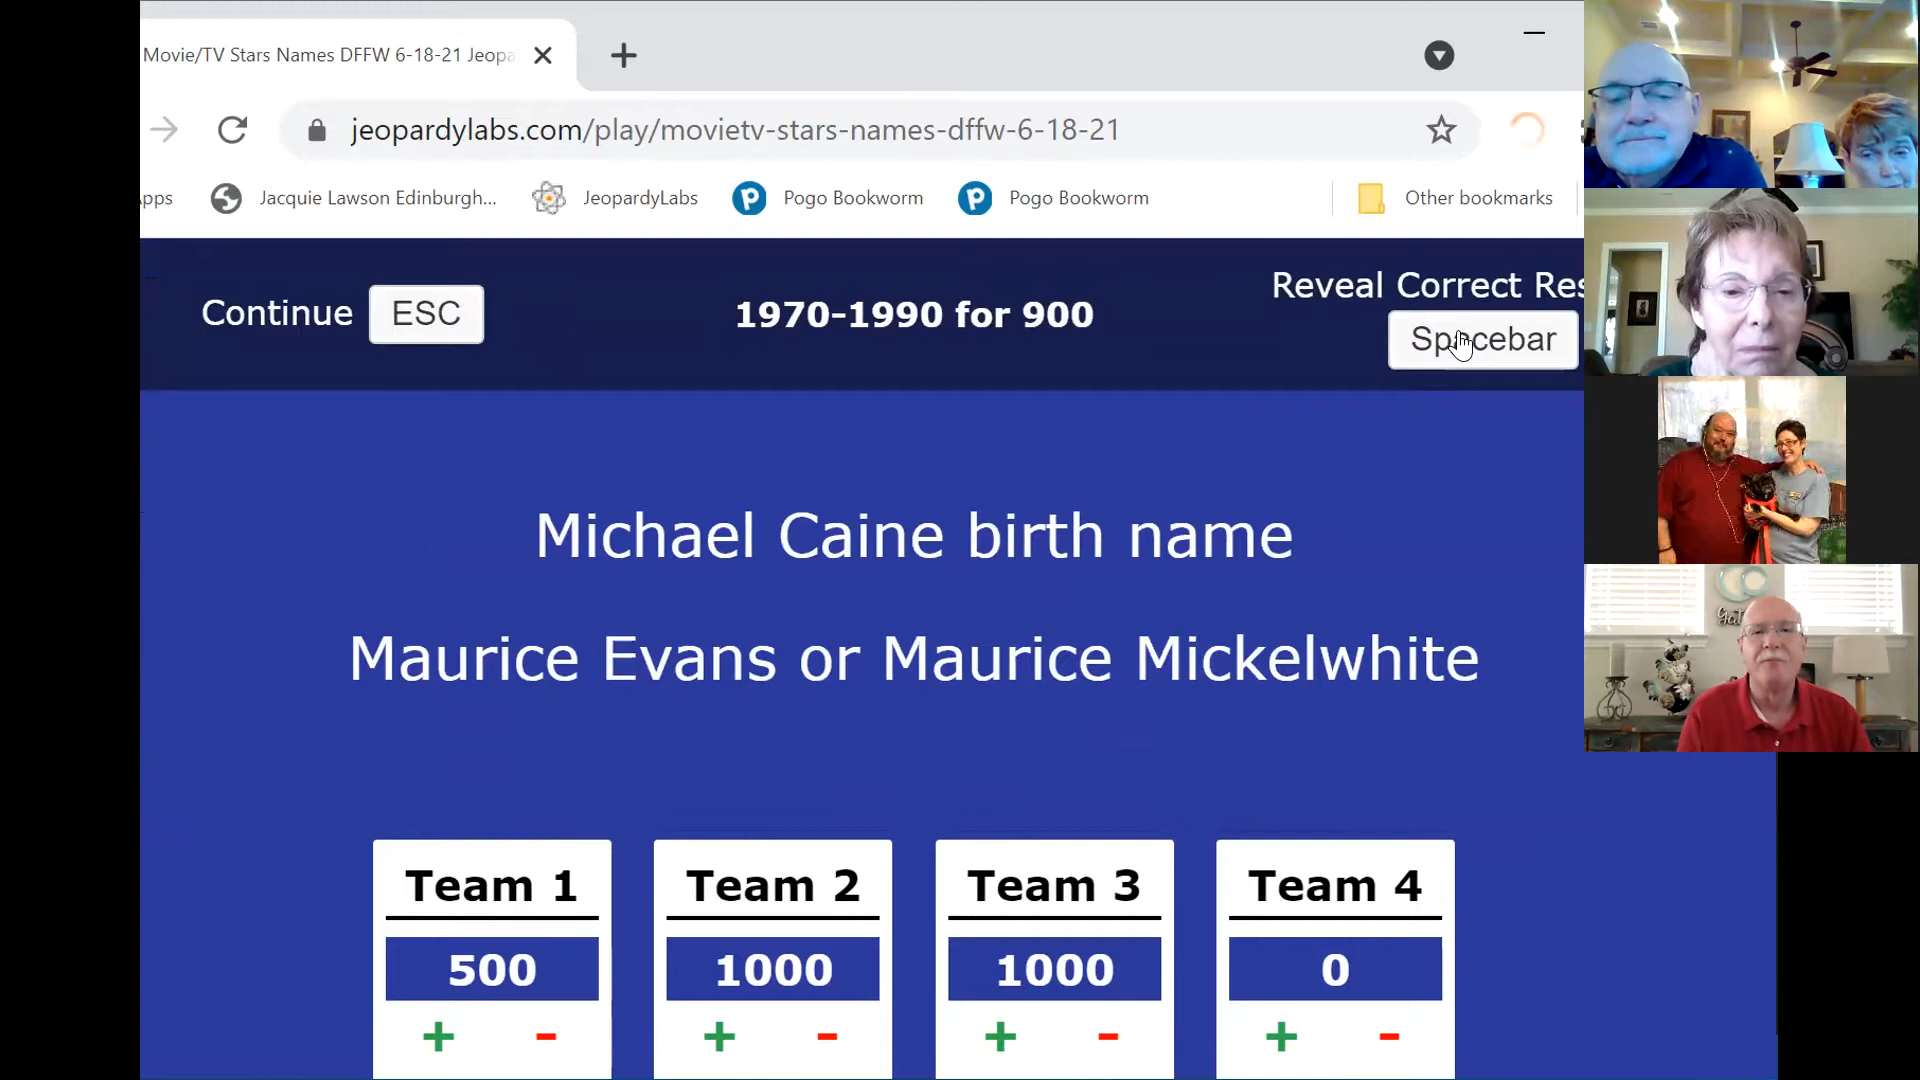 Movie/TV Stars Names DFFW 6-18-21 Jeopa
jeopardylabs.com/play/movietv-stars-names-dffw-6-18-21
pps
Jacquie Lawson Edinburgh...
JeopardyLabs
Pogo Bookworm
Pogo Bookworm
Other bookmarks
Continue ESC
1970-1990 for 900
Reveal Correct Res
Spacebar
Michael Caine birth name
Maurice Evans or Maurice Mickelwhite
Team 1
Team 2
Team 3
Team 4
500
1000
1000
0
+ -
+ -
+ -
+ -